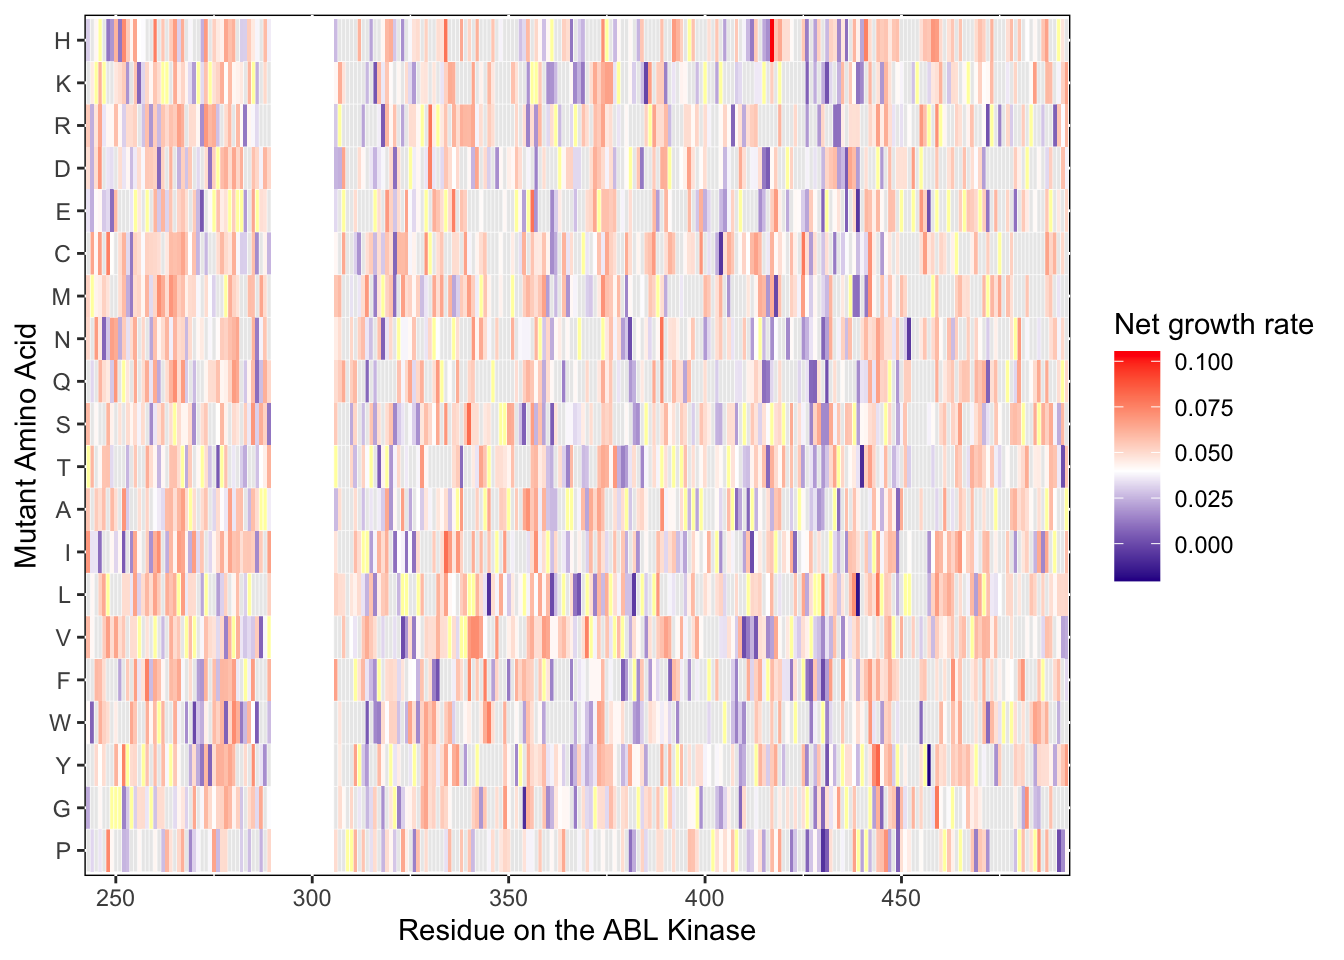 H
K
R
D
E
C
M
N
Q
S
T
A
I
L
V
F
W
Y
G
P
Mutant Amino Acid
250 300 350 400 450
Residue on the ABL Kinase
Net growth rate
0.100
0.075
0.050
0.025
0.000